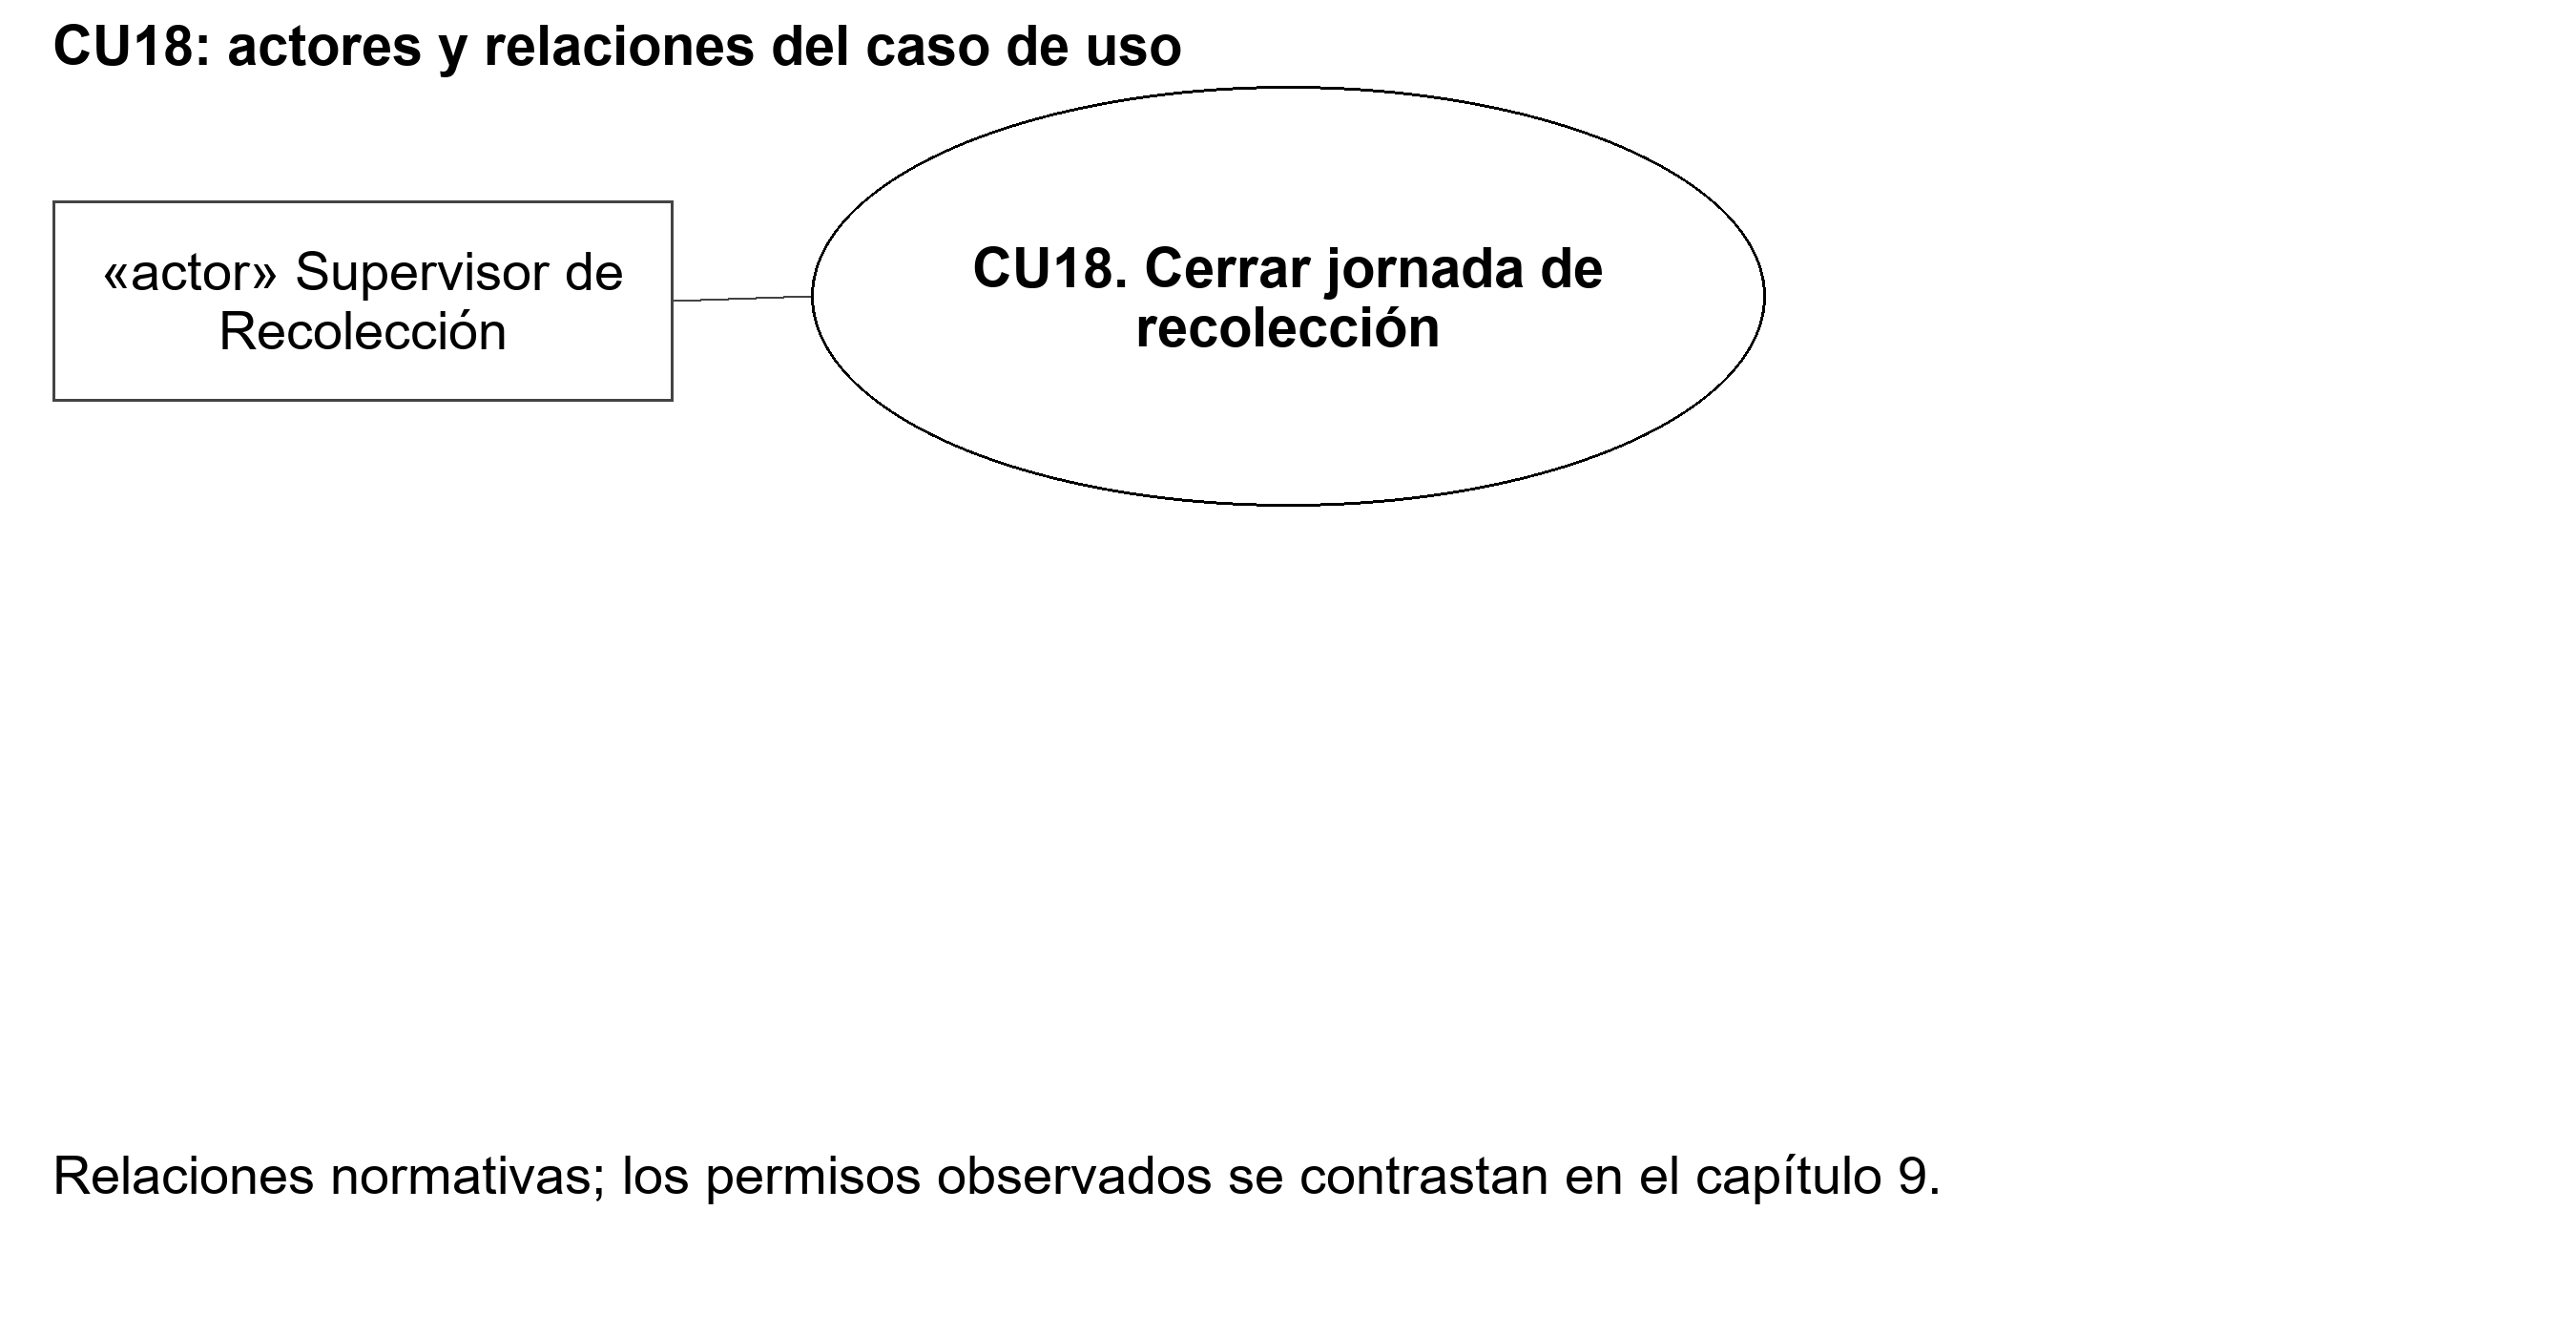 CU18: actores y relaciones del caso de uso
«actor» Supervisor de
Recolección
CU18. Cerrar jornada de
recolección
Relaciones normativas; los permisos observados se contrastan en el capítulo 9.